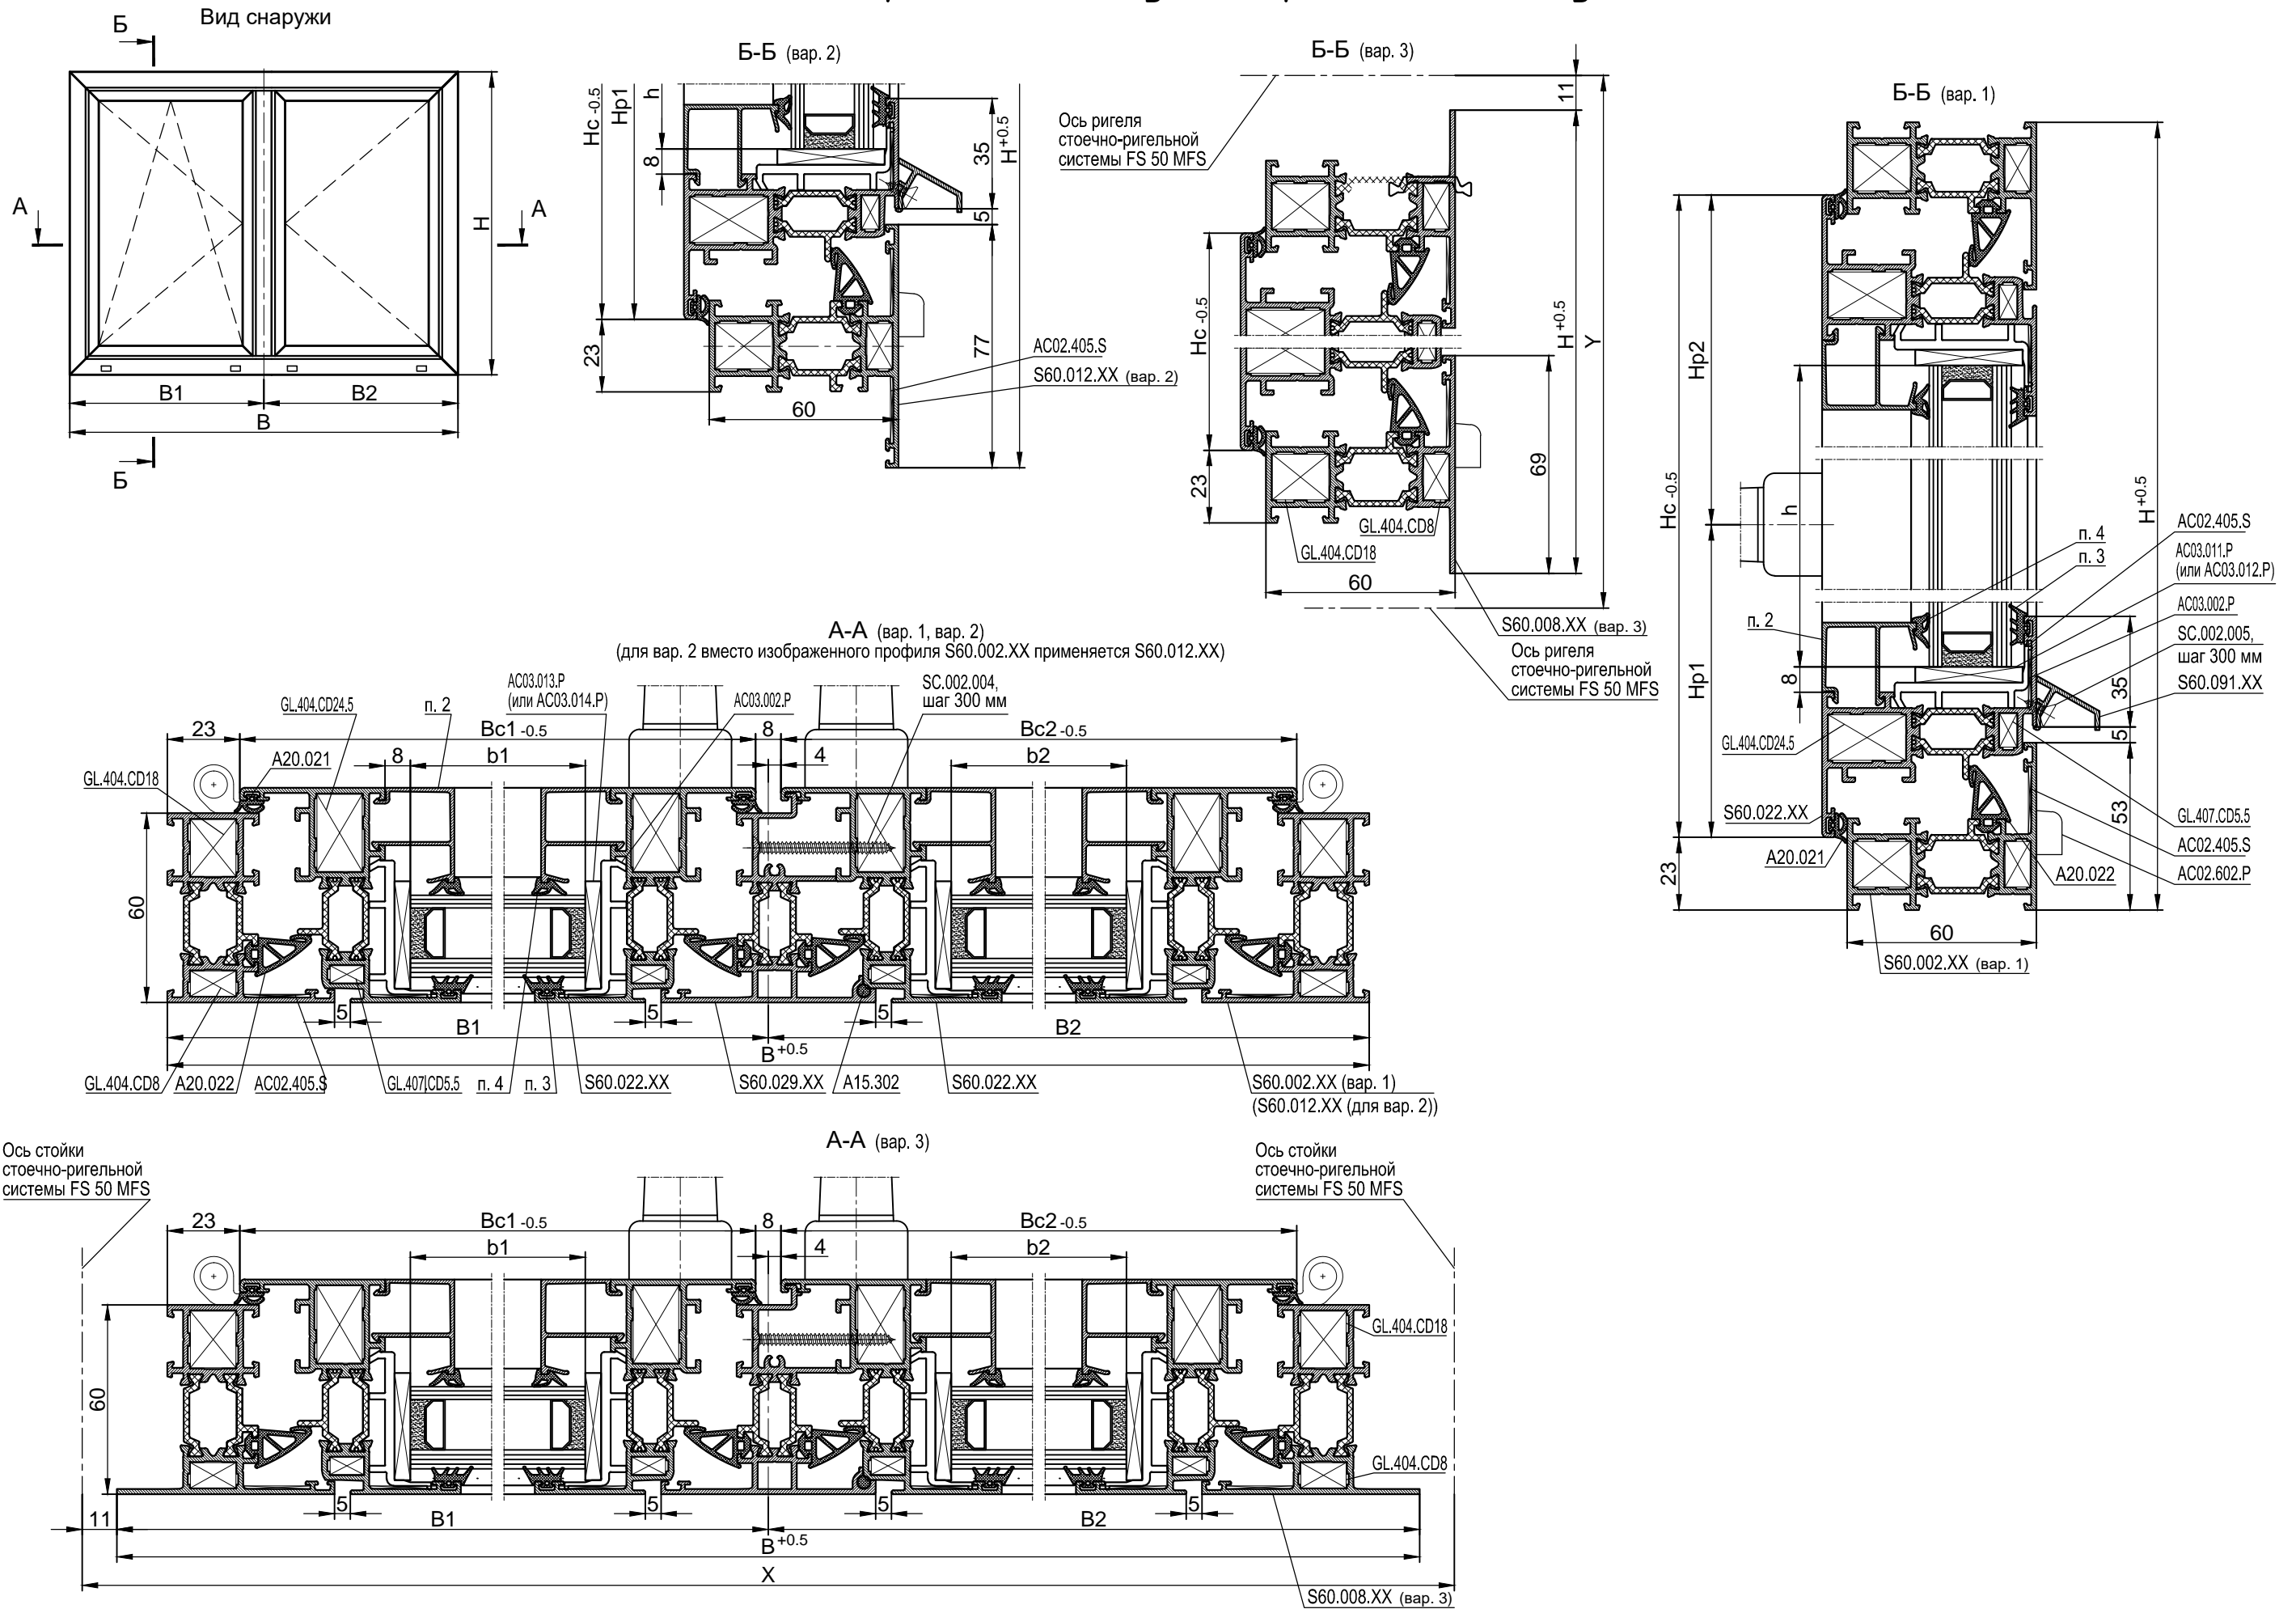 Вид снаружи
Б
Б
А
А
H
B1
B2
B
Б-Б (вар. 2)
Hс -0.5
Hр1
h
8
23
60
35
5
77
H+0.5
AC02.405.S
S60.012.XX (вар. 2)
Б-Б (вар. 3)
Ось ригеля
стоечно-ригельной
системы FS 50 MFS
11
Hс -0.5
23
69
H+0.5
Y
60
GL.404.CD8
GL.404.CD18
S60.008.XX (вар. 3)
Ось ригеля
стоечно-ригельной
системы FS 50 MFS
Б-Б (вар. 1)
Hс -0.5
Hр2
Hр1
h
8
23
60
35
5
53
H+0.5
п. 4
п. 3
п. 2
AC02.405.S
AC03.011.P
(или AC03.012.P)
AC03.002.P
SC.002.005,
шаг 300 мм
S60.091.XX
GL.404.CD24.5
S60.022.XX
A20.021
GL.407.CD5.5
AC02.405.S
A20.022
AC02.602.P
S60.002.XX (вар. 1)
А-А (вар. 1, вар. 2)
(для вар. 2 вместо изображенного профиля S60.002.XX применяется S60.012.XX)
GL.404.CD24.5
п. 2
AC03.013.P
(или AC03.014.P)
AC03.002.P
SC.002.004,
шаг 300 мм
23
Bс1 -0.5
8
Bс2 -0.5
GL.404.CD18
A20.021
8
b1
4
b2
60
5
5
5
B1
B2
B+0.5
GL.404.CD8
A20.022
AC02.405.S
GL.407.CD5.5
п. 4
п. 3
S60.022.XX
S60.029.XX
A15.302
S60.022.XX
S60.002.XX (вар. 1)
(S60.012.XX (для вар. 2))
А-А (вар. 3)
Ось стойки
стоечно-ригельной
системы FS 50 MFS
Ось стойки
стоечно-ригельной
системы FS 50 MFS
23
Bс1 -0.5
8
Bс2 -0.5
b1
4
b2
GL.404.CD18
60
GL.404.CD8
5
5
5
5
11
B1
B2
B+0.5
X
S60.008.XX (вар. 3)